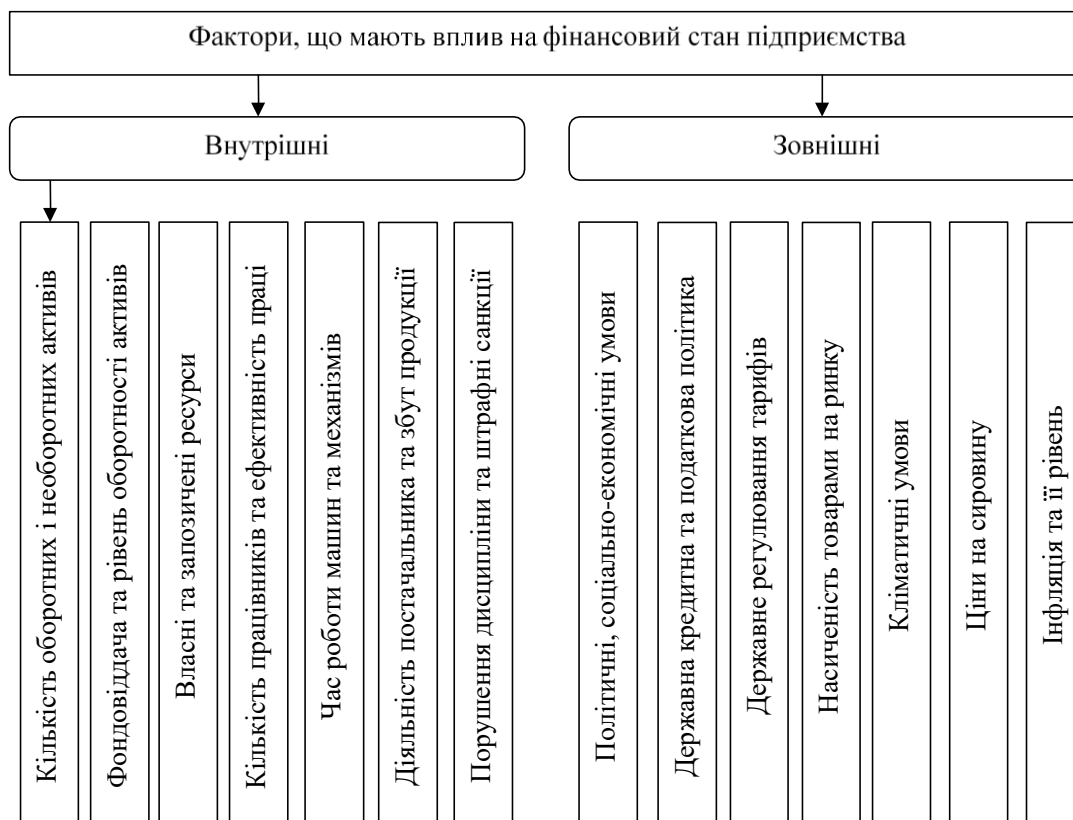 Фактори, що мають вплив на фінансовий стан підприємства
Внутрішні
Зовнішні
Кількість оборотних і необоротних активів
Фондовіддача та рівень оборотності активів
Власні та запозичені ресурси
Кількість працівників та ефективність праці
Час роботи машин та механізмів
Діяльність постачальника та збут продукції
Порушення дисципліни та штрафні санкції
Політичні, соціально-економічні умови
Державна кредитна та податкова політика
Державне регулювання тарифів
Насиченість товарами на ринку
Кліматичні умови
Ціни на сировину
Інфляція та її рівень